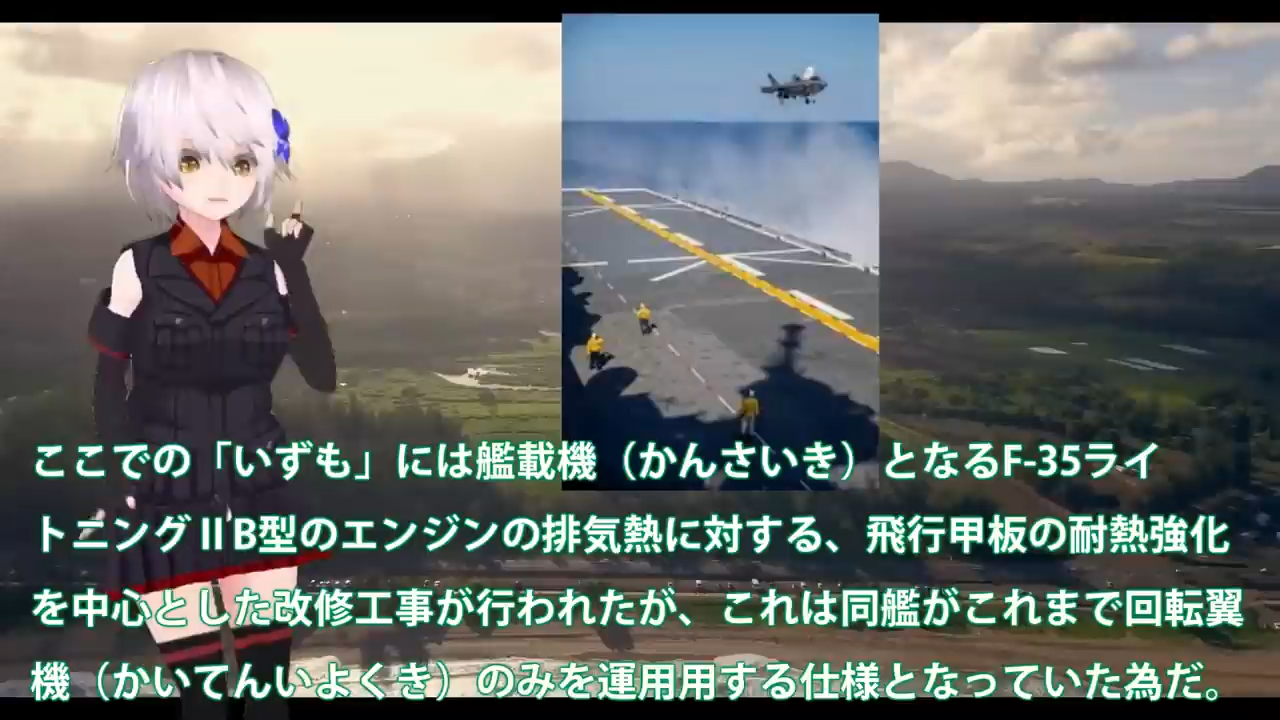 ここでの「いずも」には艦載機（かんさいき）となるF-35ライ
トニングⅡB型のエンジンの排気熱に対する、飛行甲板の耐熱強化
を中心とした改修工事が行われたが、これは同艦がこれまで回転翼
機（かいてんいよくき）のみを運用用する仕様となっていた為だ。